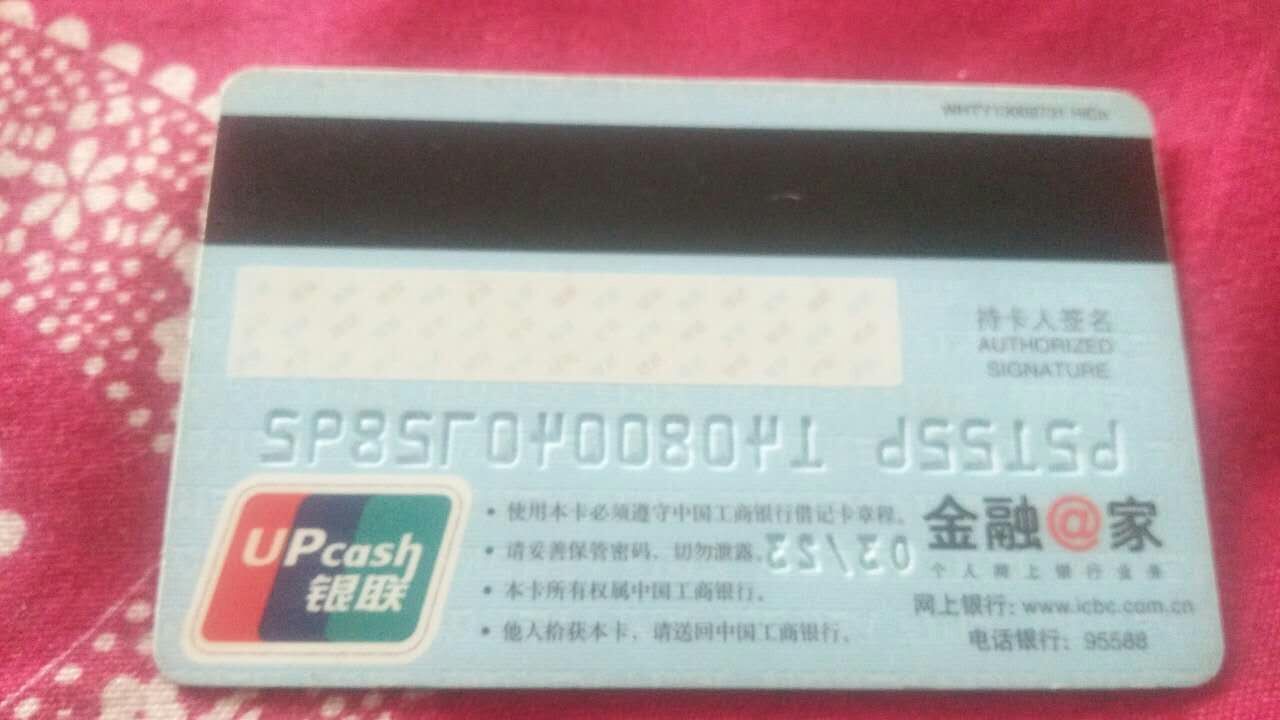 持卡人签名
AUTHORIZED
SIGNATURE
UPcash
银联
• 使用本卡必须遵守中国工商银行借记卡章程。
• 请妥善保管密码、切勿泄露。
• 本卡所有权属中国工商银行。
• 他人拾获本卡、请送回中国工商银行。
金融@家
个人网上银行业务
网上银行: www.icbc.com.cn
电话银行: 95588